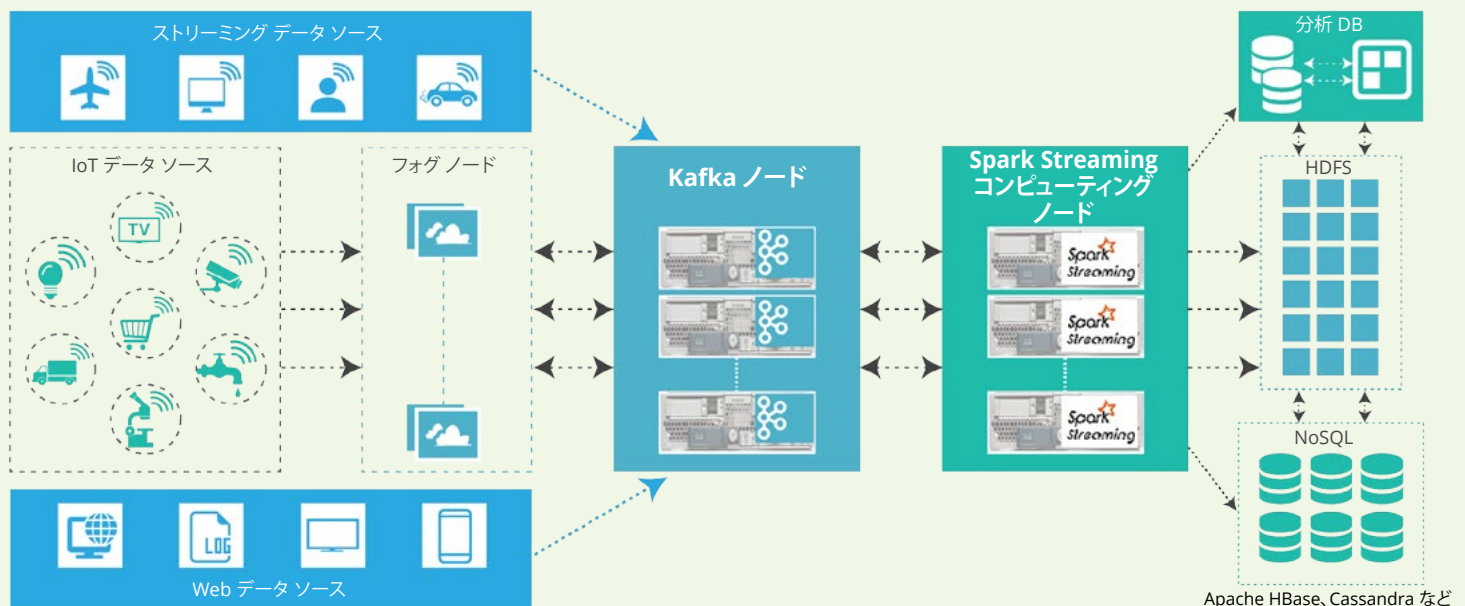 ストリーミング データ ソース
IoT データ ソース
TV
フォグ ノード
Kafka ノード
Spark Streaming
コンピューティング
ノード
Spark
Streaming
Spark
Streaming
Spark
Streaming
分析 DB
HDFS
NoSQL
LOG
Web データ ソース
Apache HBase、Cassandra など